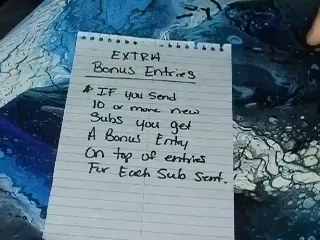 EXTRA
Bonus Entries
* IF you send
10 or more new
Subs you get
A Bonus Entry
On top of entries
For Each Sub Sent.